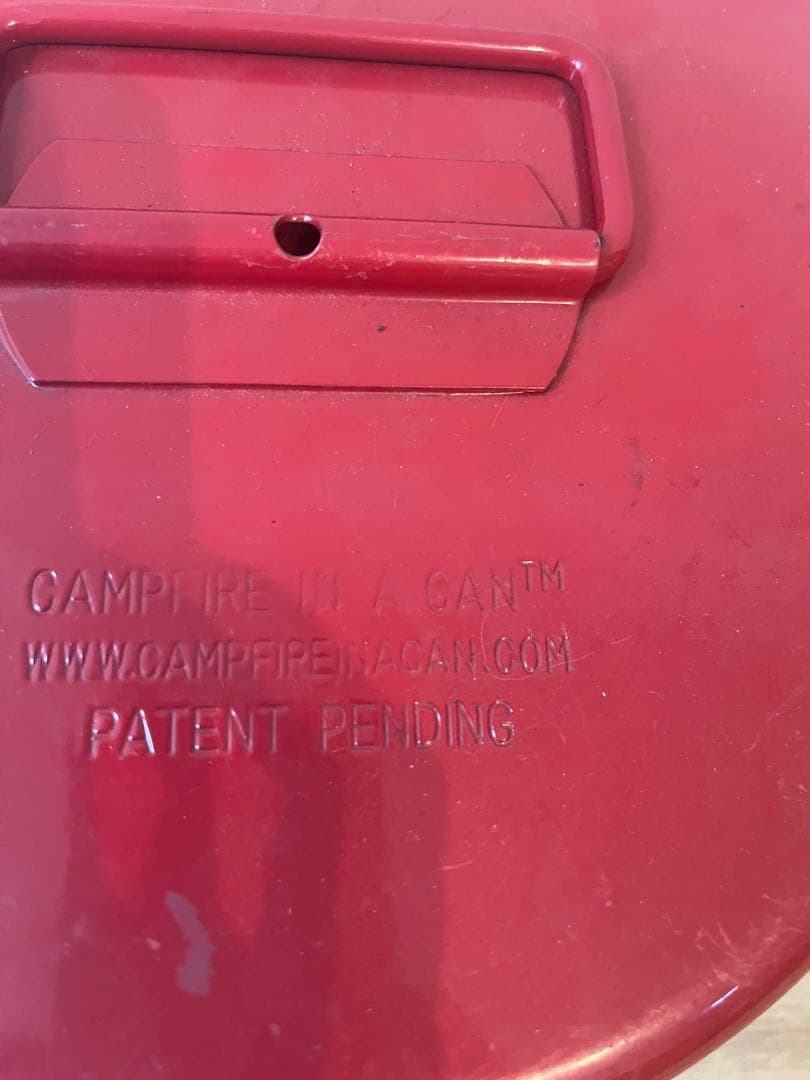 CAMPFIRE IN A CAN™
WWW.CAMPFIREINACAN.COM
PATENT PENDING